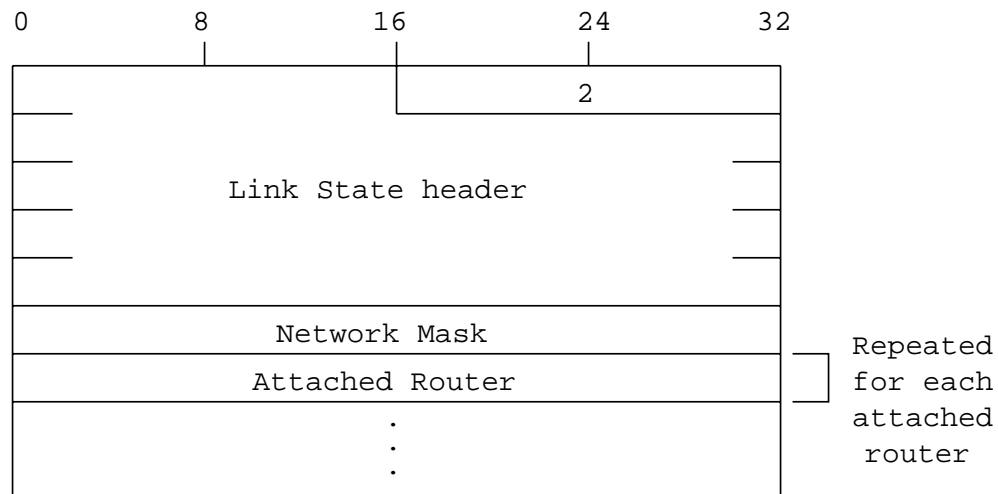 0 8 16 24 32
2
Link State header
Network Mask
Attached Router
.
.
.
Repeated
for each
attached
router